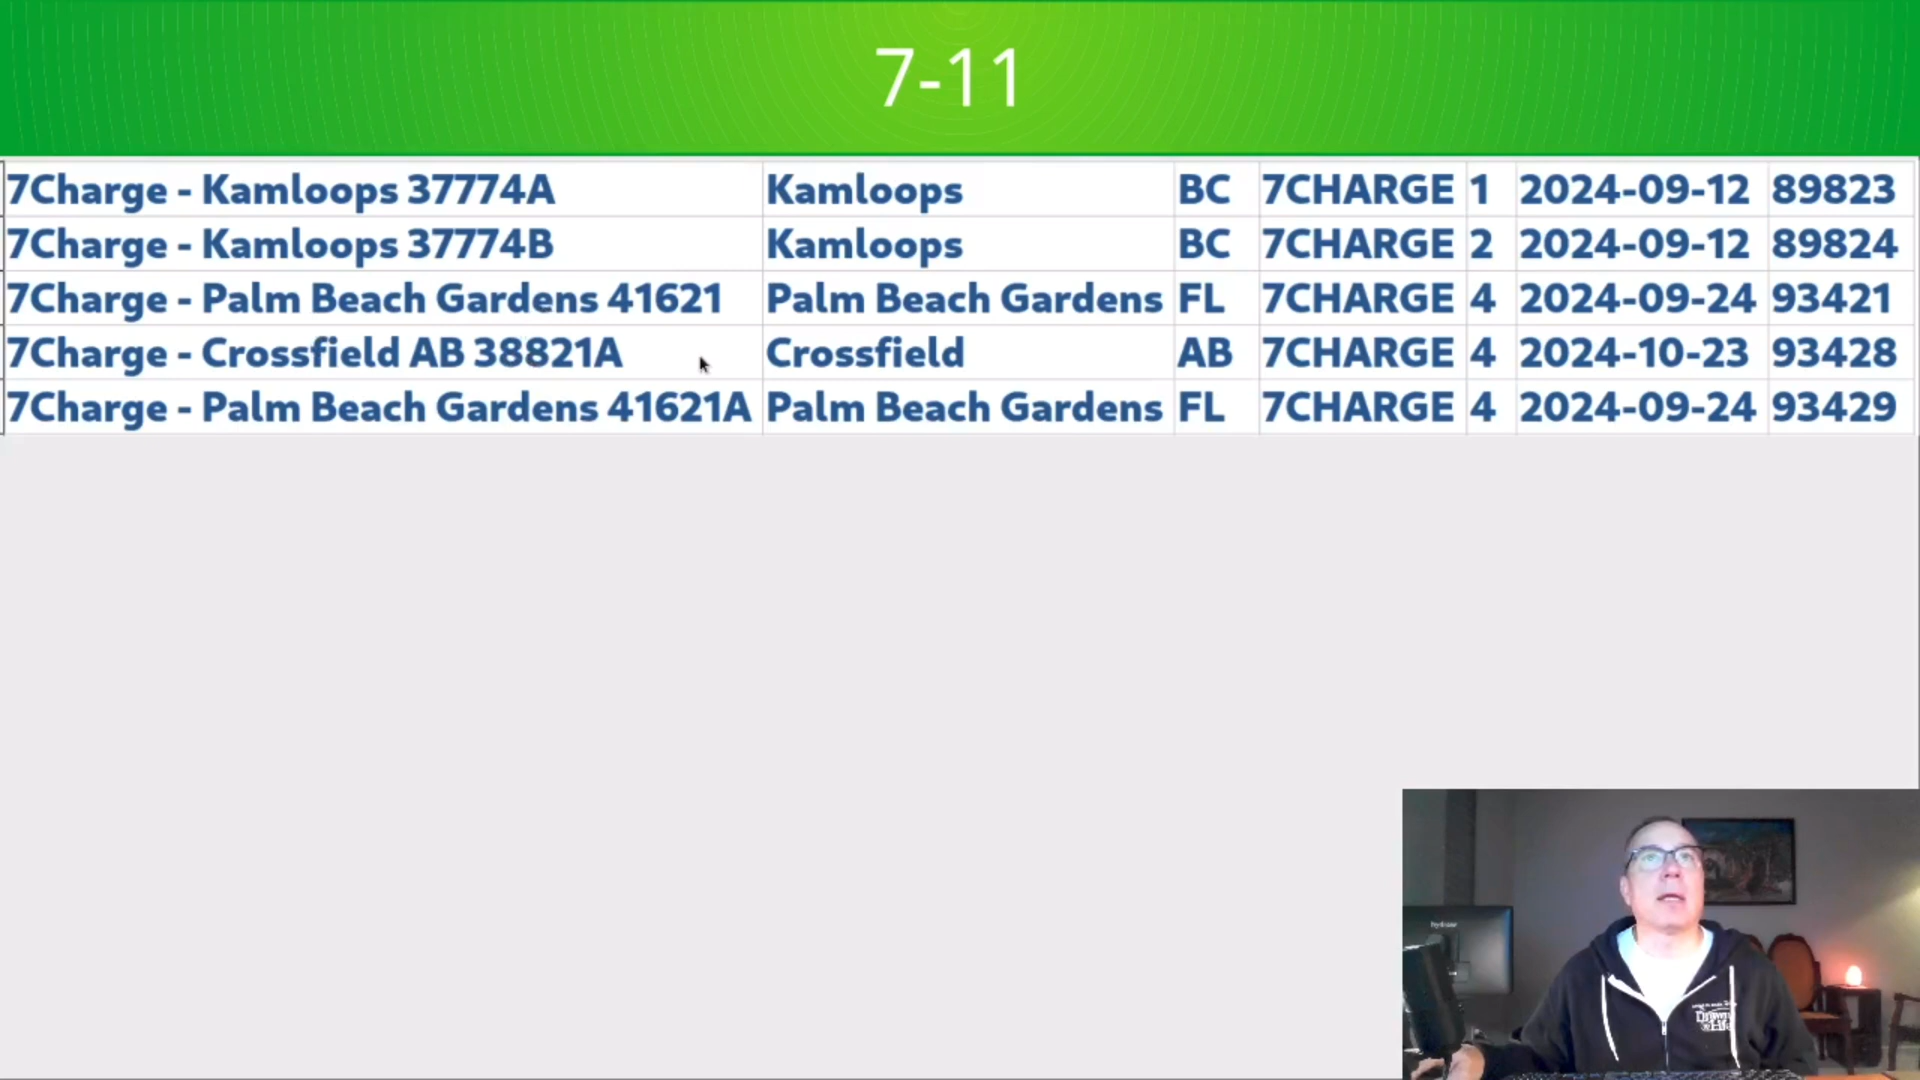 7-11
7Charge - Kamloops 37774A Kamloops BC 7CHARGE 1 2024-09-12 89823
7Charge - Kamloops 37774B Kamloops BC 7CHARGE 2 2024-09-12 89824
7Charge - Palm Beach Gardens 41621 Palm Beach Gardens FL 7CHARGE 4 2024-09-24 93421
7Charge - Crossfield AB 38821A Crossfield AB 7CHARGE 4 2024-10-23 93428
7Charge - Palm Beach Gardens 41621A Palm Beach Gardens FL 7CHARGE 4 2024-09-24 93429